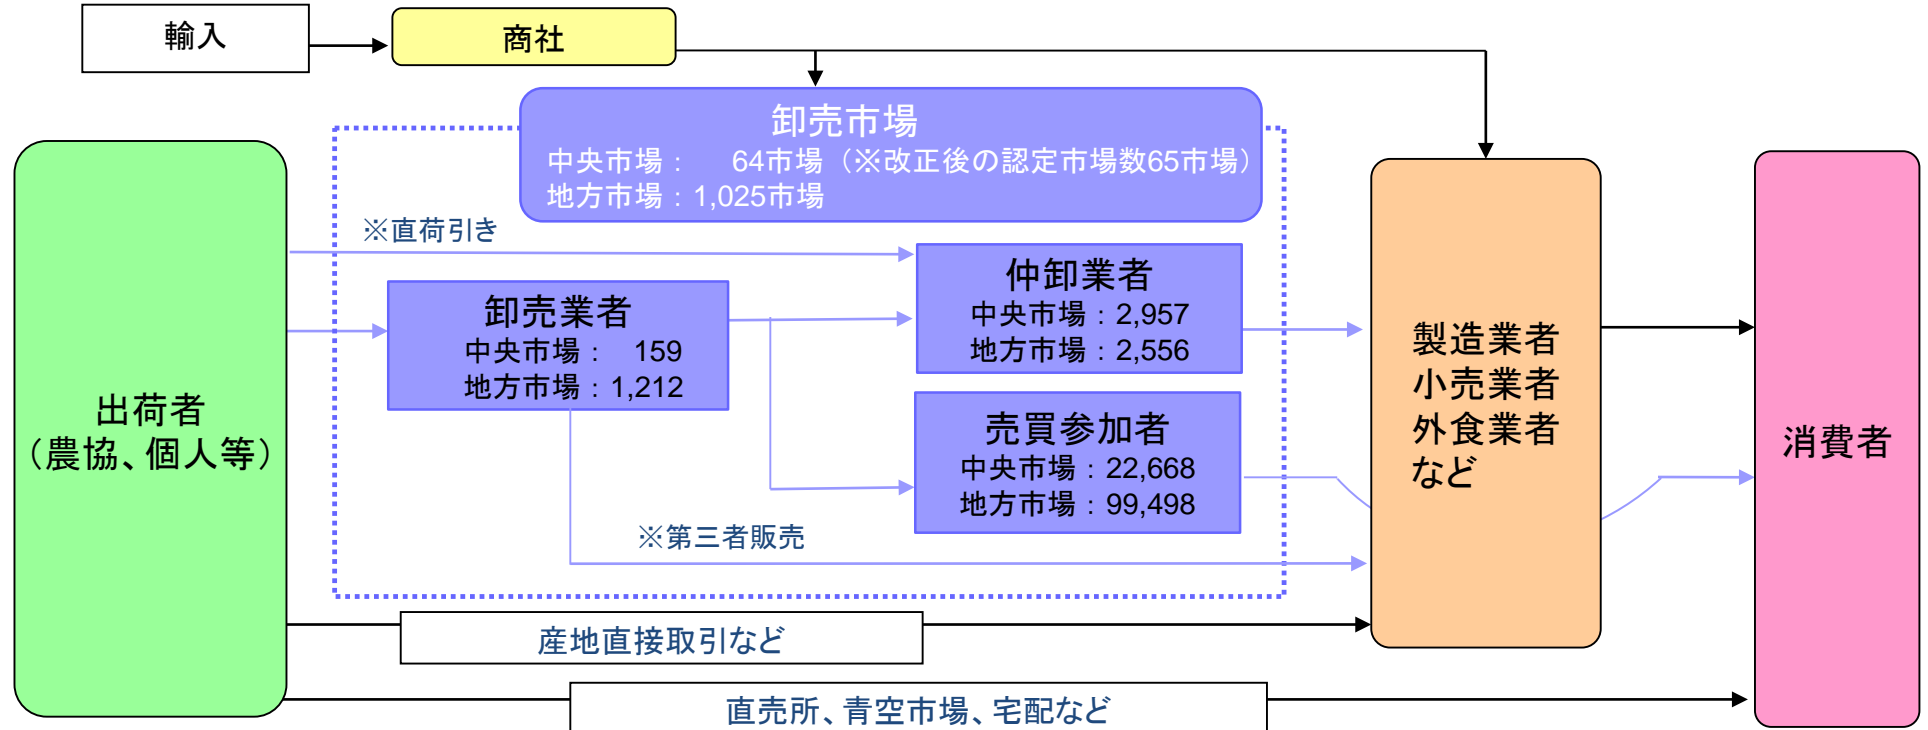 輸入
商社
卸売市場
中央市場： 64市場（※改正後の認定市場数65市場）
地方市場：1,025市場
※直荷引き
仲卸業者
中央市場：2,957
地方市場：2,556
卸売業者
中央市場： 159
地方市場：1,212
売買参加者
中央市場：22,668
地方市場：99,498
※第三者販売
出荷者
（農協、個人等）
製造業者
小売業者
外食業者
など
消費者
産地直接取引など
直売所、青空市場、宅配など